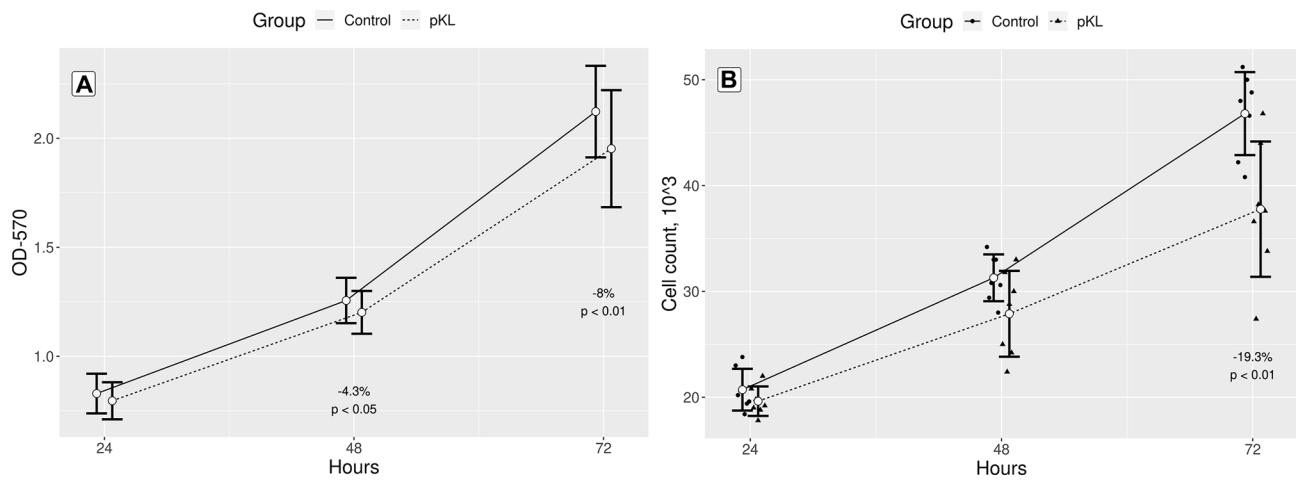 Group Control pKL
A
OD-570
2.0
1.5
1.0
-4.3%
p < 0.05
-8%
p < 0.01
24 48 72
Hours
Group Control pKL
B
Cell count, 10^3
50
40
30
20
-19.3%
p < 0.01
24 48 72
Hours